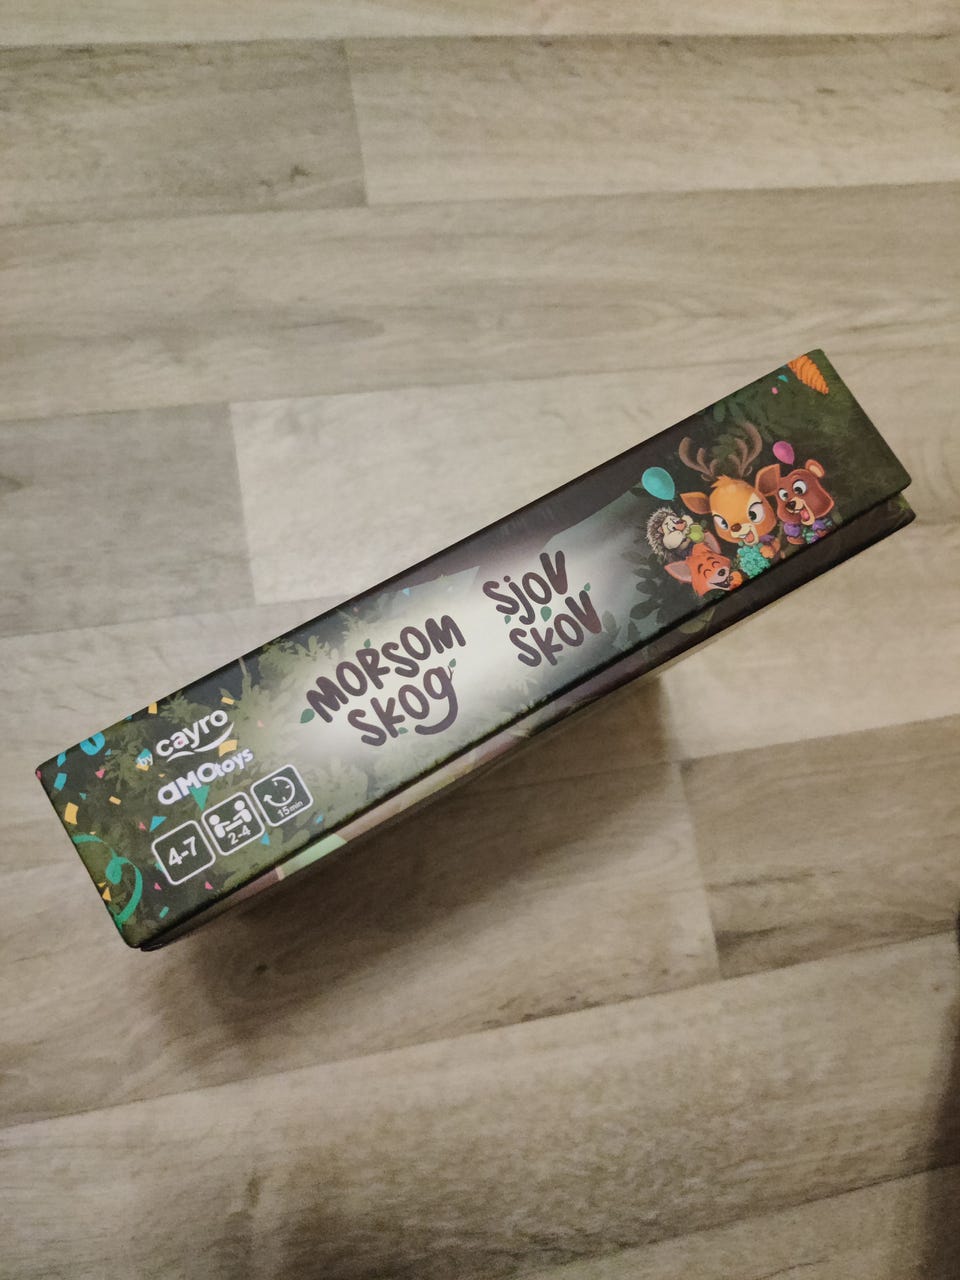 by cayro
aMOtoys
4-7
2-4
15 min
MORSOM
SKOg
SjoV
SKOV